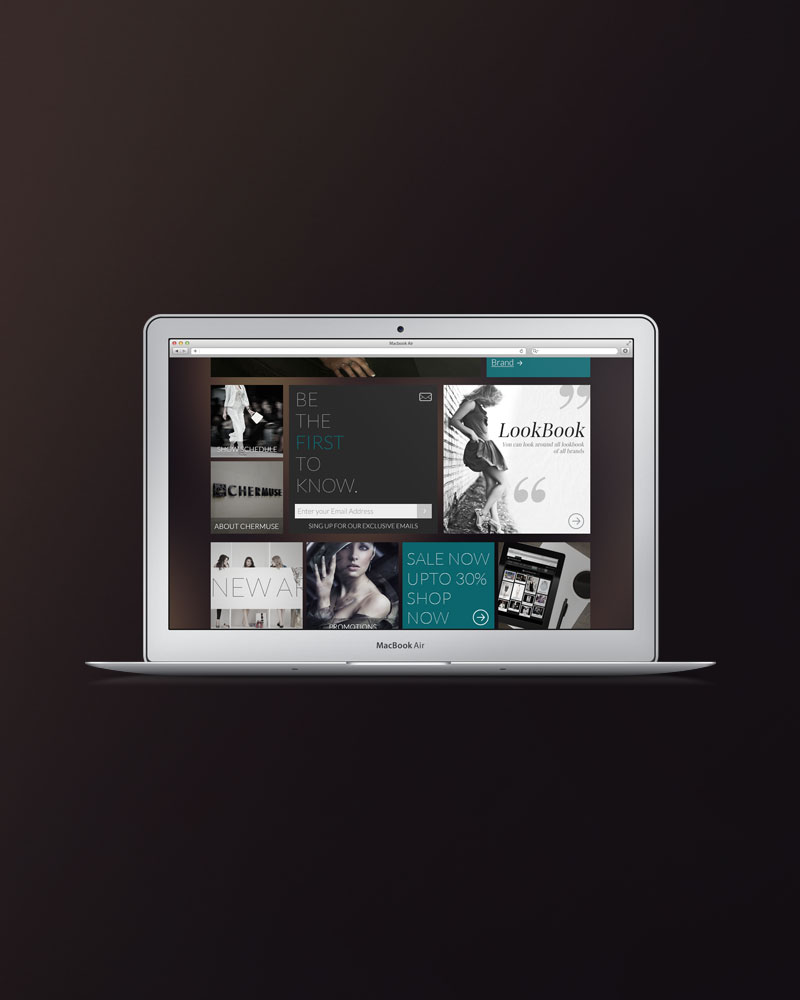 Macbook Air
Brand →
SHOW SCHEDULE
BE
THE
FIRST
TO
KNOW.
Enter your Email Address
SING UP FOR OUR EXCLUSIVE EMAILS
LookBook
You can look around all lookbook
of all brands
CHERMUSE
ABOUT CHERMUSE
NEW AR
PROMOTIONS
SALE NOW
UPTO 30%
SHOP
NOW
MacBook Air